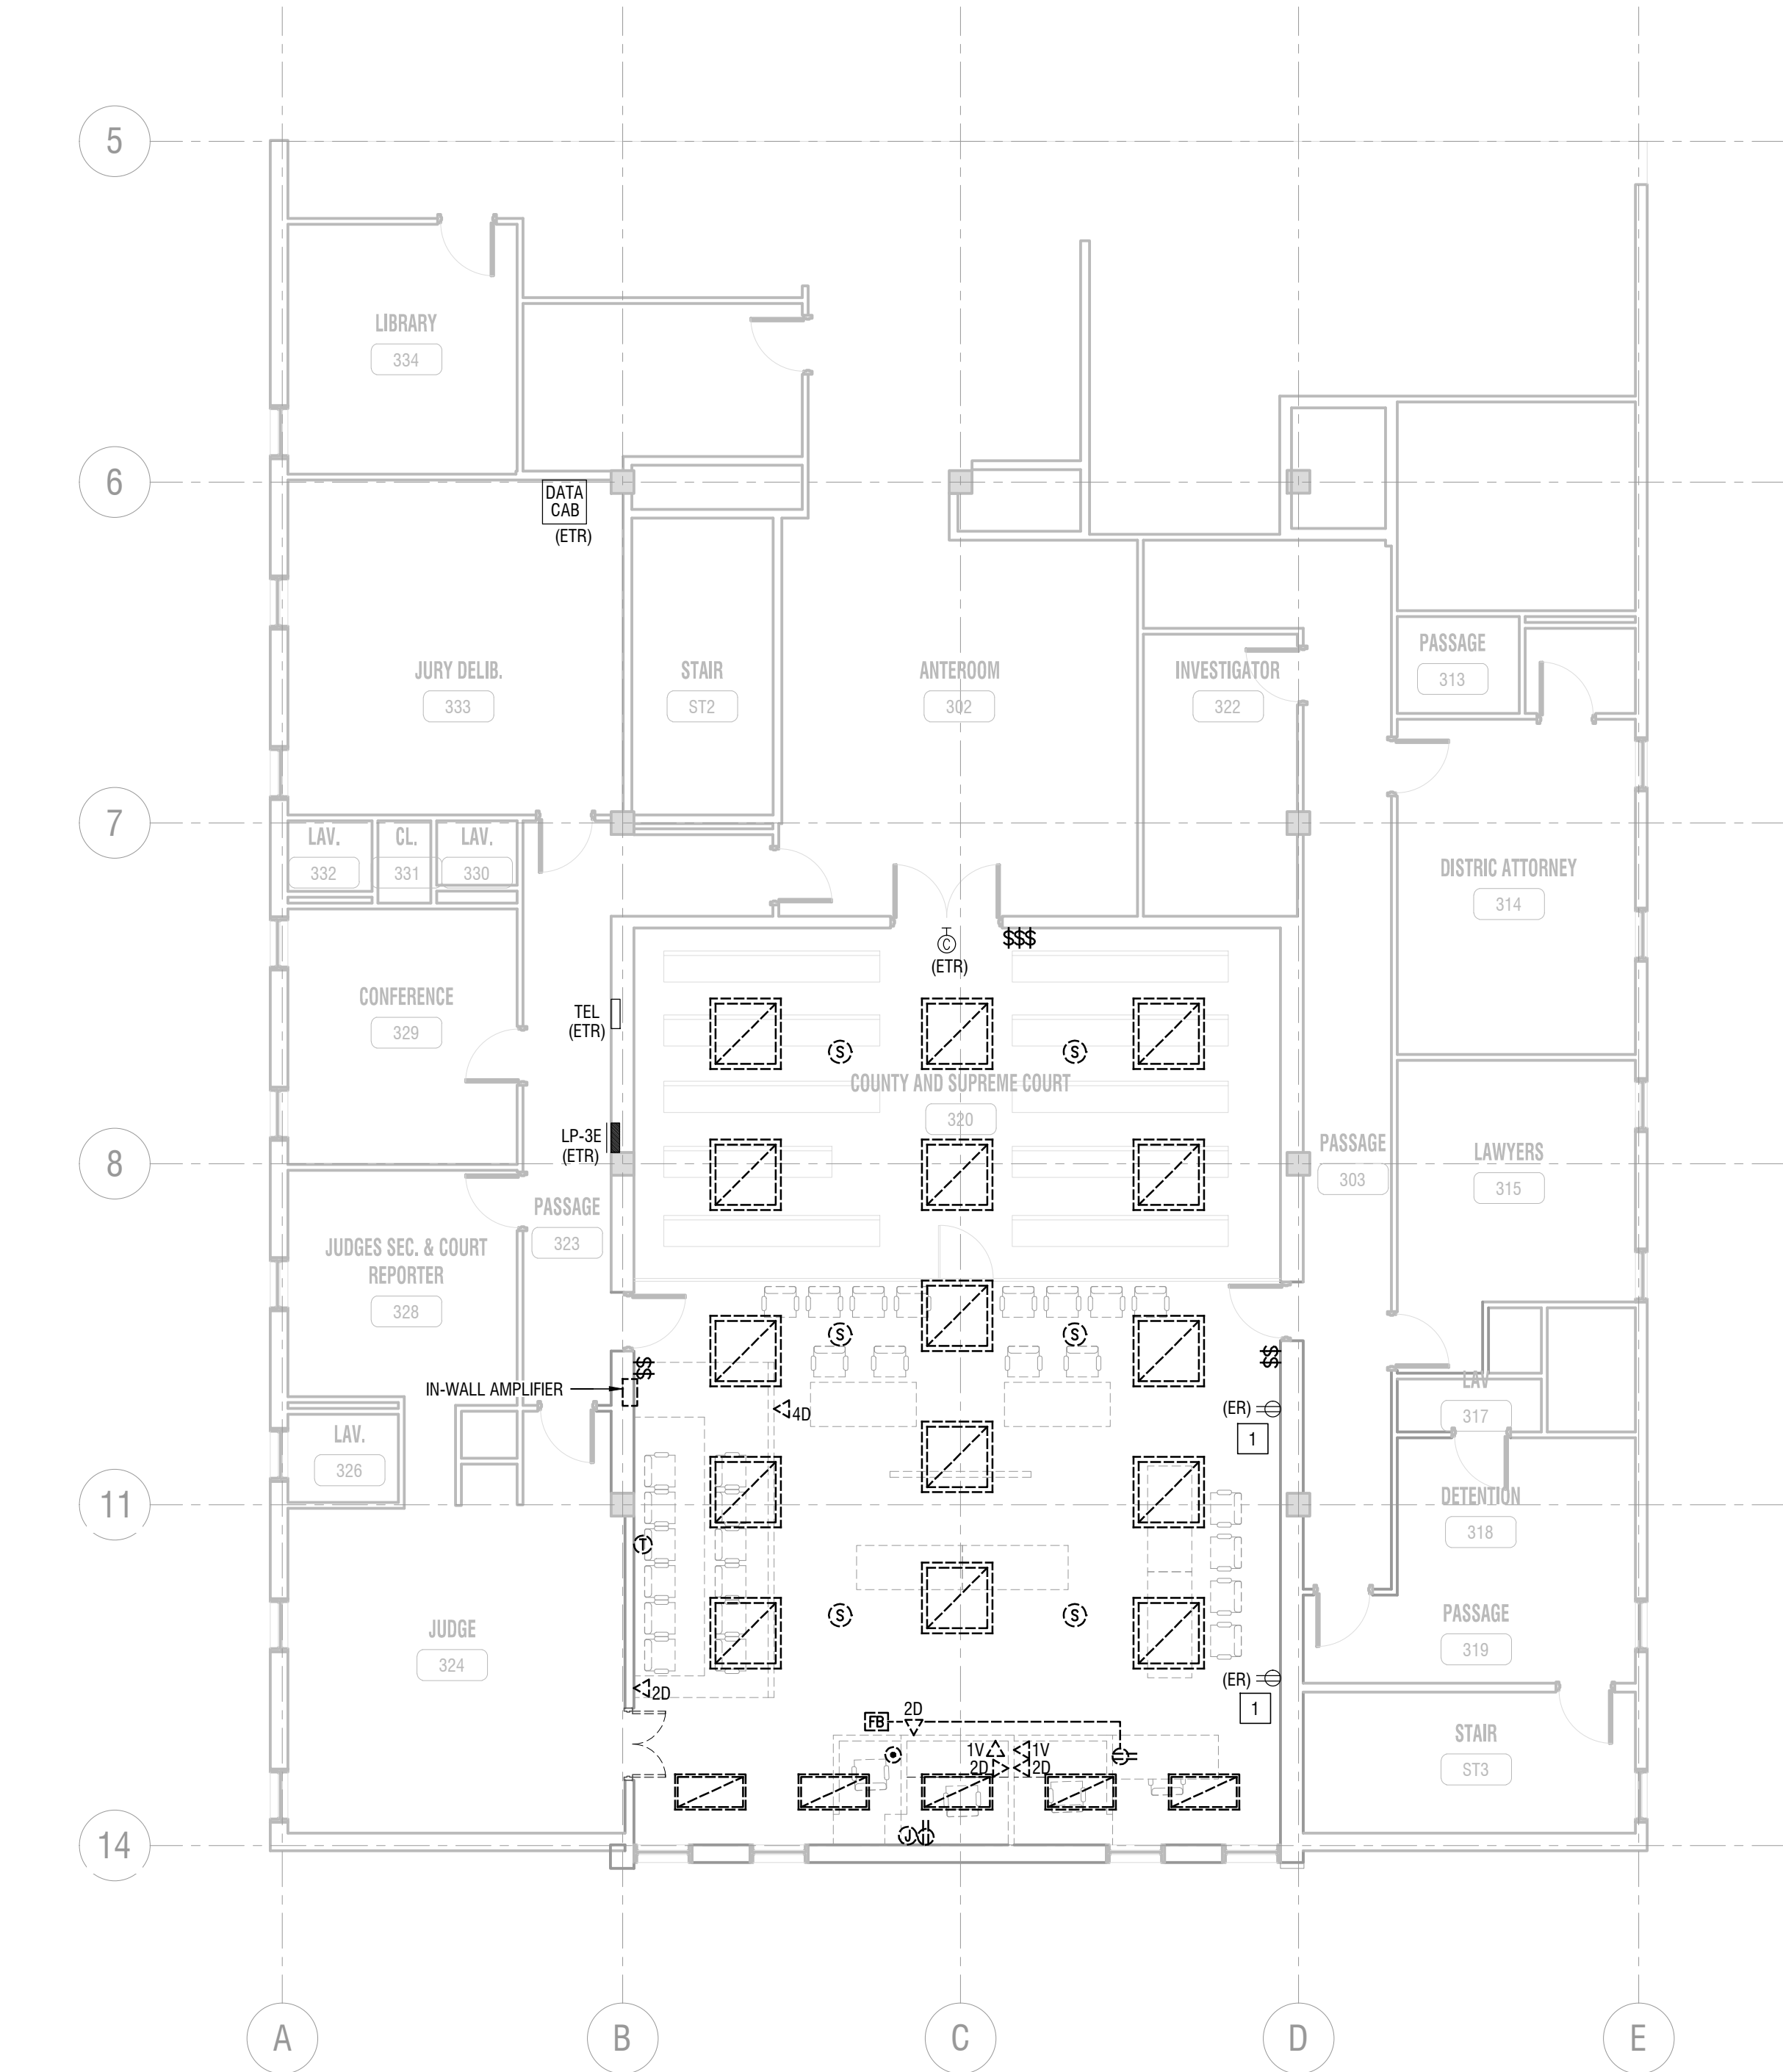 5
LIBRARY
334
6
DATA
CAB
(ETR)
JURY DELIB.
333
STAIR
ST2
ANTEROOM
302
INVESTIGATOR
322
PASSAGE
313
7
LAV.
332
CL.
331
LAV.
330
DISTRIC ATTORNEY
314
C
(ETR)
$$$
CONFERENCE
329
TEL
(ETR)
S
S
COUNTY AND SUPREME COURT
320
LP-3E
(ETR)
8
PASSAGE
303
LAWYERS
315
PASSAGE
323
JUDGES SEC. & COURT
REPORTER
328
S
S
$$
$$
IN-WALL AMPLIFIER
4D
(ER)
1
LAV
317
LAV.
326
11
DETENTION
318
T
S
S
JUDGE
324
PASSAGE
319
2D
(ER)
1
FB
2D
1V
1V
2D
2D
STAIR
ST3
J
14
A
B
C
D
E